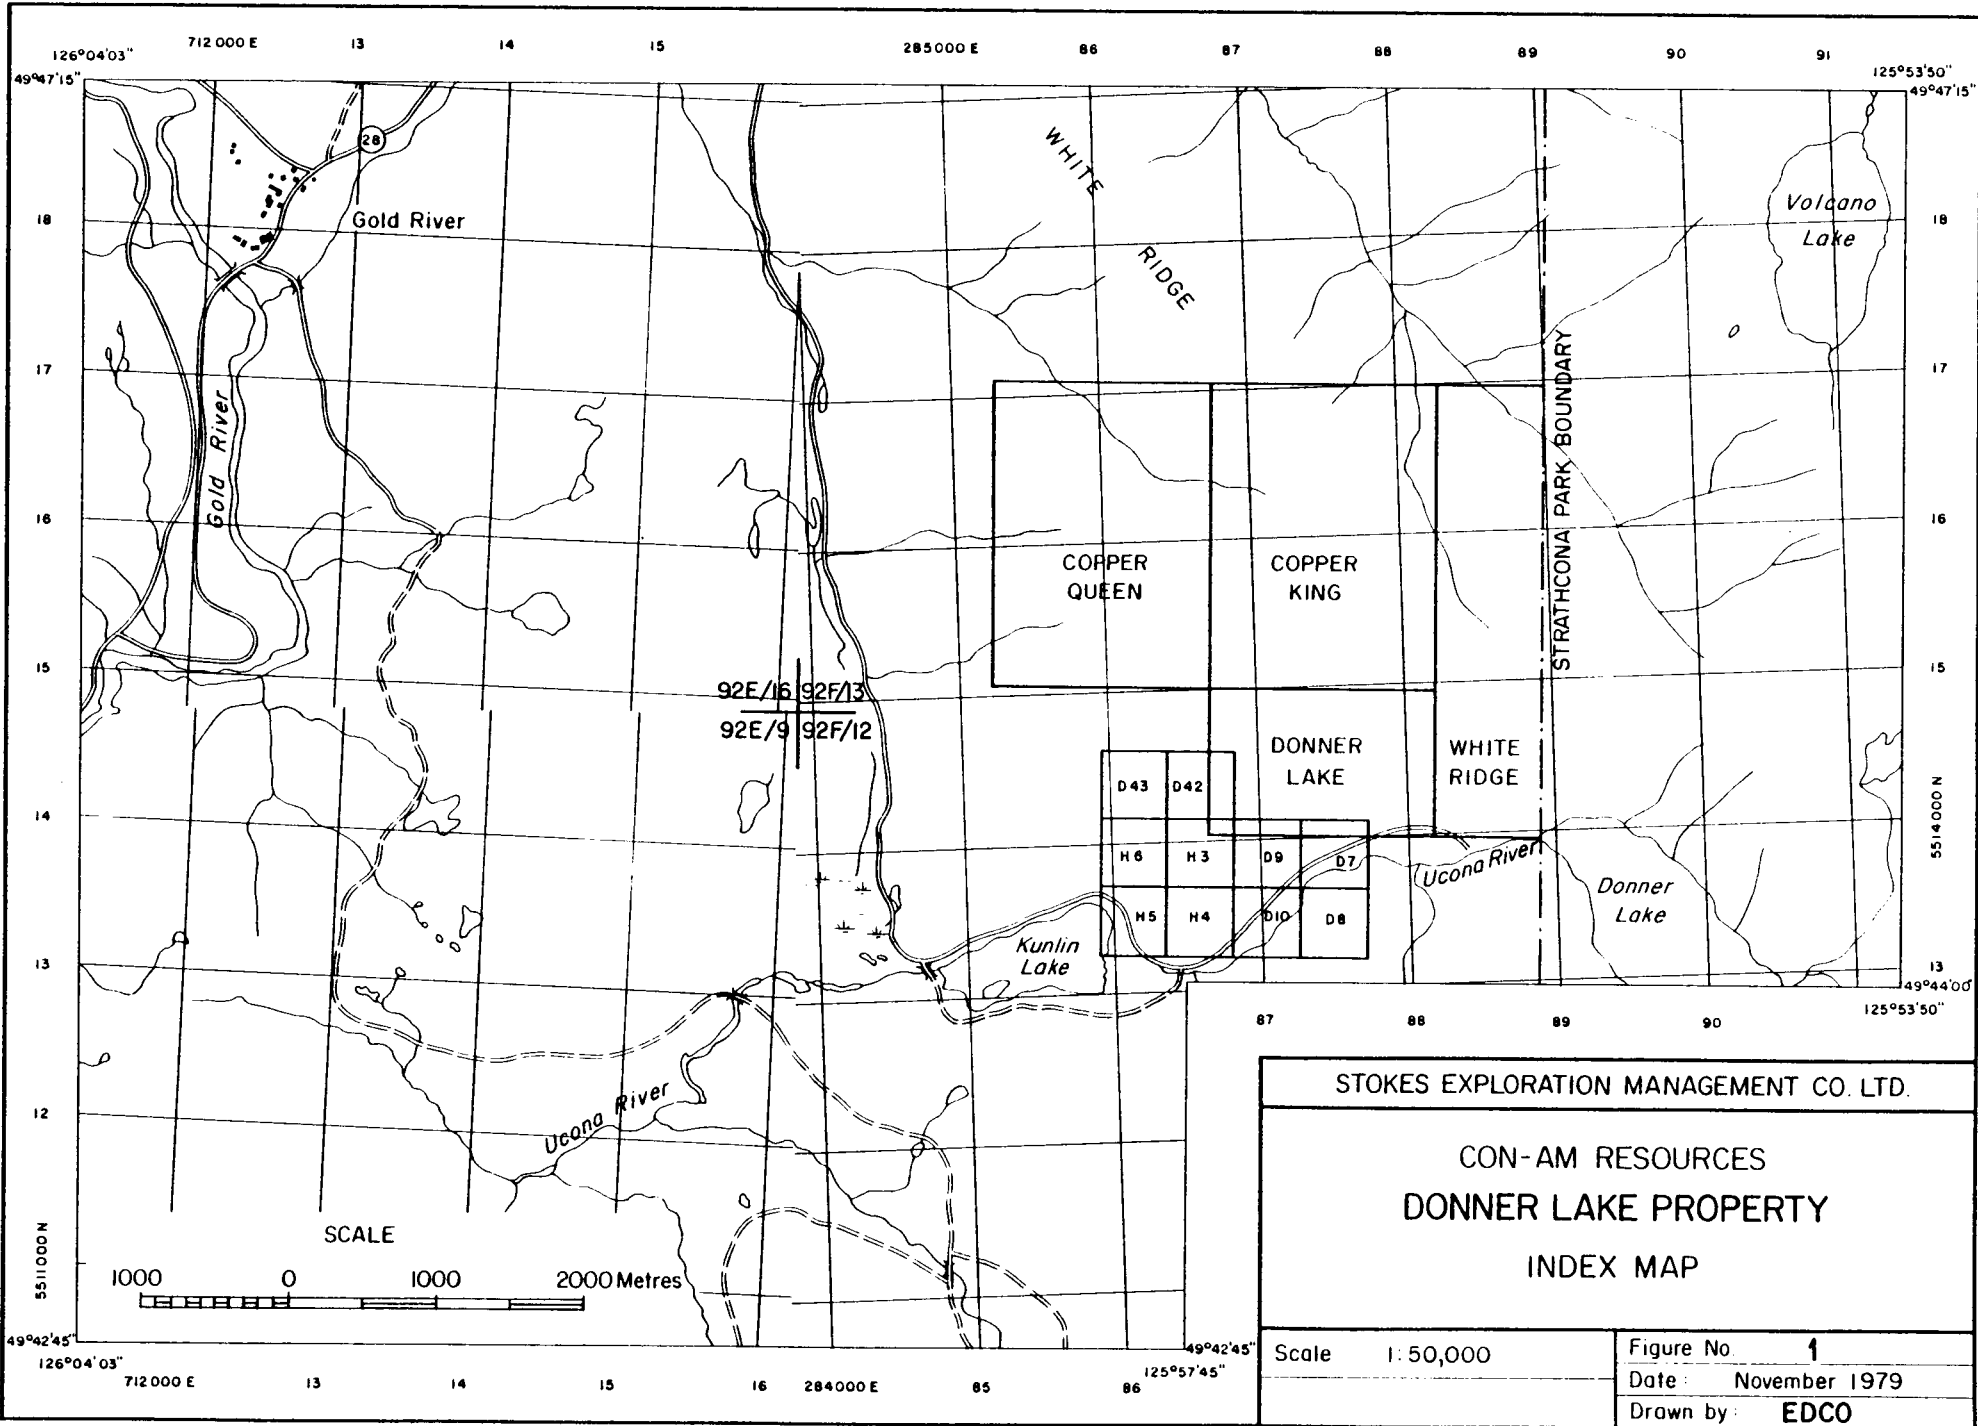 126°04'03"
712000 E
13
14
15
285000 E
86
87
88
89
90
91
125°53'50"
49°47'15"
49°47'15"
28
WHITE
RIDGE
Volcano
Lake
18
Gold River
18
17
17
Gold River
STRATHCONA PARK BOUNDARY
16
16
COPPER
QUEEN
COPPER
KING
15
15
92E/16 92F/13
92E/9 92F/12
DONNER
LAKE
WHITE
RIDGE
D43
D42
14
5514000 N
H6
H3
D9
D7
Ucona River
Donner
Lake
H5
H4
D10
D8
Kunlin
Lake
13
13
49°44'00"
125°53'50"
87
88
89
90
12
Ucona River
5511000 N
SCALE
1000
0
1000
2000 Metres
49°42'45"
49°42'45"
126°04'03"
125°57'45"
712000 E
13
14
15
16
284000 E
85
86
STOKES EXPLORATION MANAGEMENT CO. LTD.
CON-AM RESOURCES
DONNER LAKE PROPERTY
INDEX MAP
Scale 1:50,000
Figure No. 1
Date: November 1979
Drawn by: EDCO